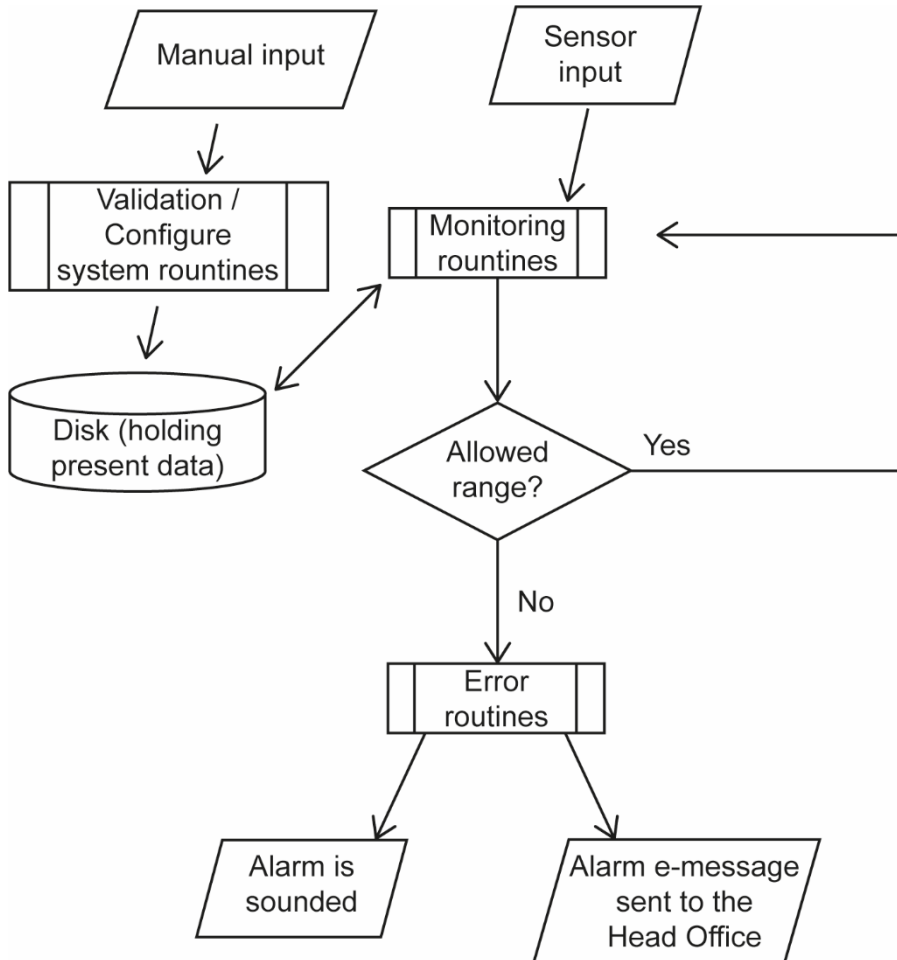 Manual input
Sensor
input
Validation /
Configure
system rountines
Monitoring
rountines
Disk (holding
present data)
Allowed
range?
Yes
No
Error
routines
Alarm is
sounded
Alarm e-message
sent to the
Head Office